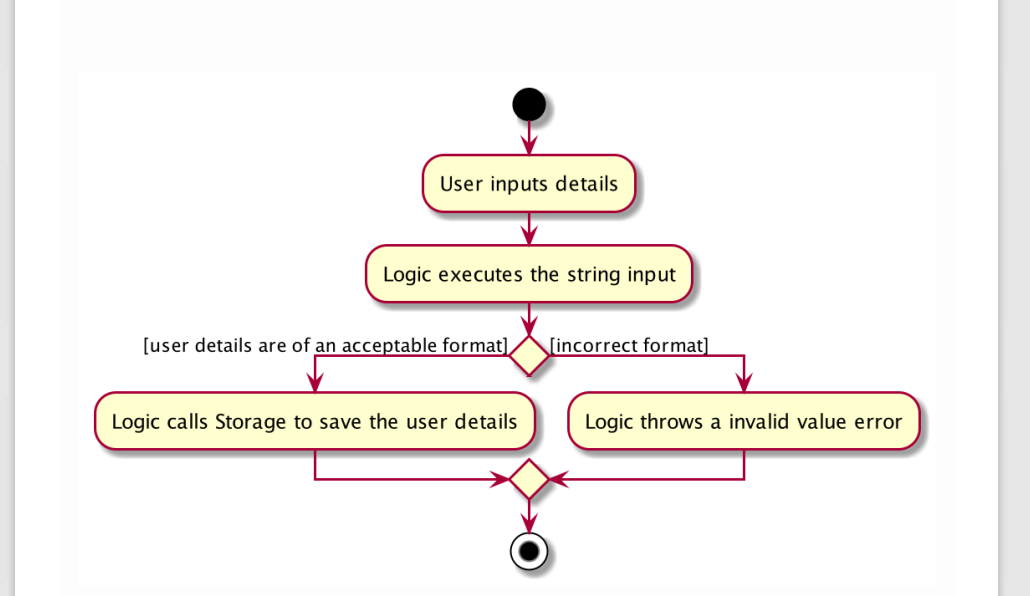 User inputs details
Logic executes the string input
[user details are of an acceptable format]
[incorrect format]
Logic calls Storage to save the user details
Logic throws a invalid value error